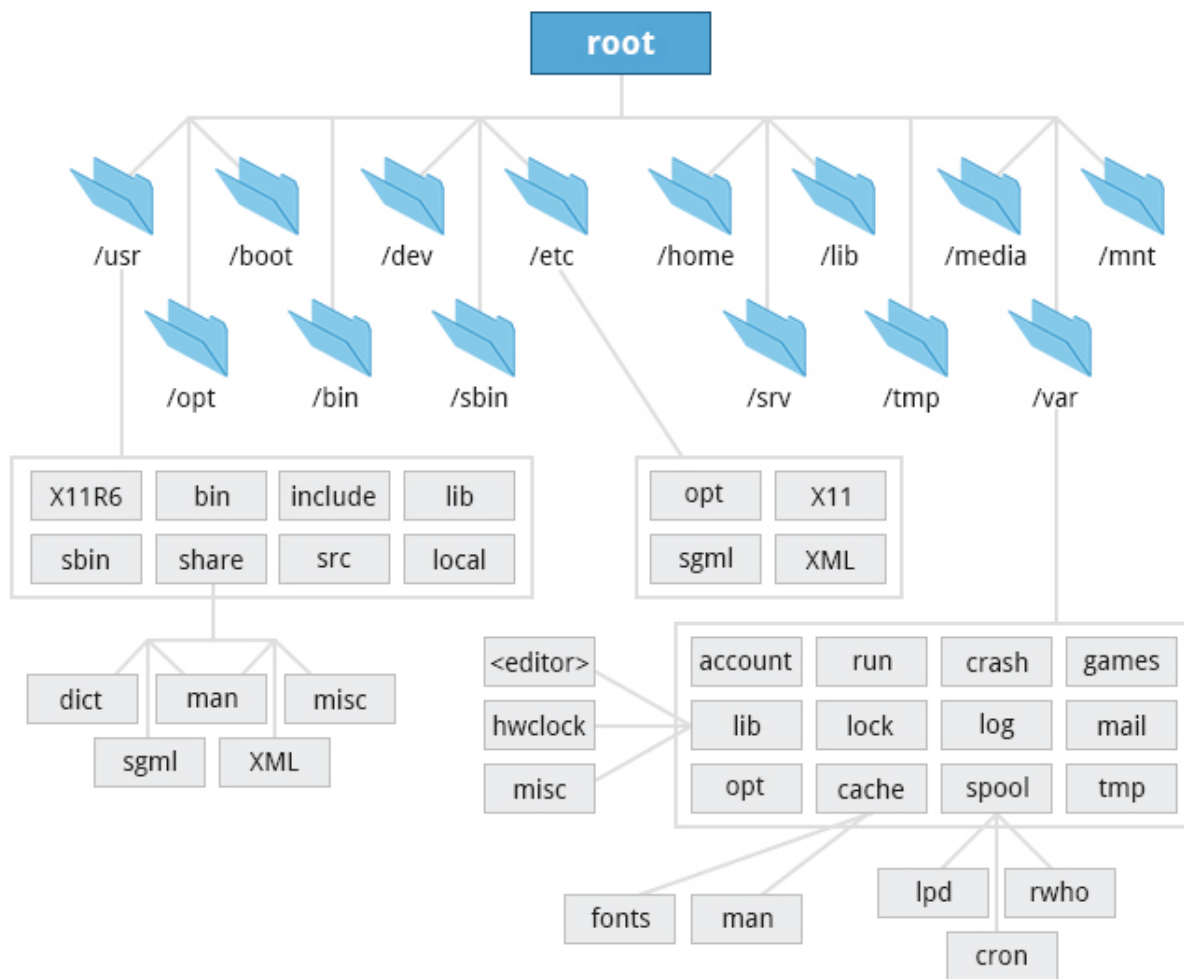 root
/usr /boot /dev /etc /home /lib /media /mnt
/opt /bin /sbin /srv /tmp /var
X11R6 bin include lib
sbin share src local
opt X11
sgml XML
dict man misc
sgml XML
<editor> account run crash games
hwclock lib lock log mail
misc opt cache spool tmp
fonts man lpd rwho
cron